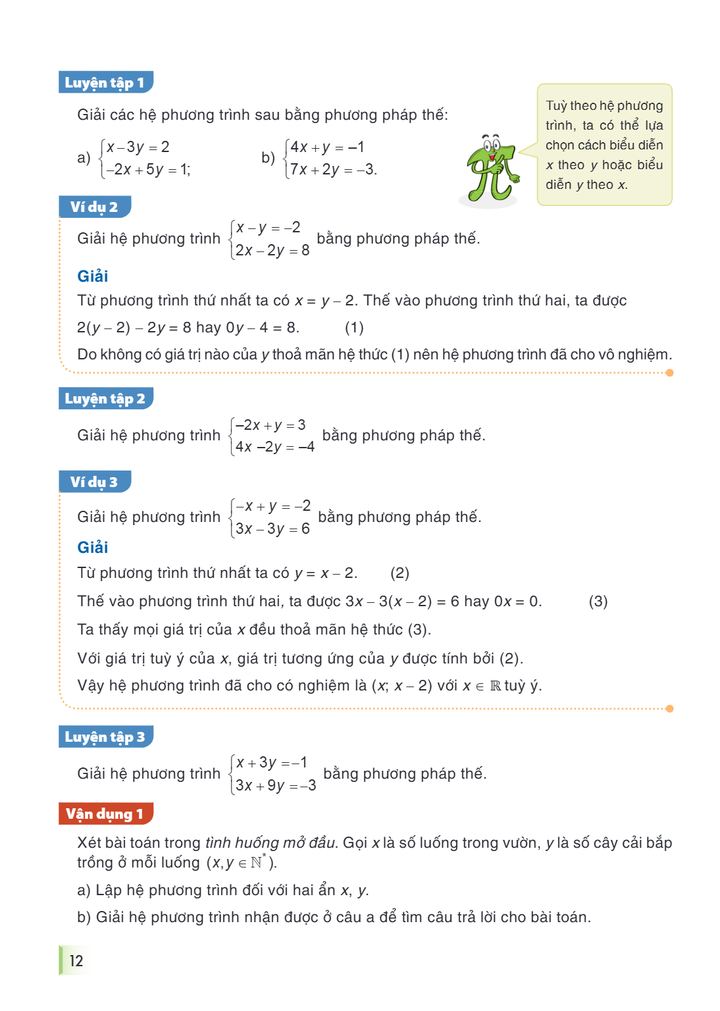 Luyện tập 1
Giải các hệ phương trình sau bằng phương pháp thế:
a) {x – 3y = 2
–2x + 5y = 1;
b) {4x + y = –1
7x + 2y = –3.
Tuỳ theo hệ phương
trình, ta có thể lựa
chọn cách biểu diễn
x theo y hoặc biểu
diễn y theo x.
Ví dụ 2
Giải hệ phương trình {x – y = –2
2x – 2y = 8 bằng phương pháp thế.
Giải
Từ phương trình thứ nhất ta có x = y – 2. Thế vào phương trình thứ hai, ta được
2(y – 2) – 2y = 8 hay 0y – 4 = 8. (1)
Do không có giá trị nào của y thoả mãn hệ thức (1) nên hệ phương trình đã cho vô nghiệm.
Luyện tập 2
Giải hệ phương trình {–2x + y = 3
4x –2y = –4 bằng phương pháp thế.
Ví dụ 3
Giải hệ phương trình {–x + y = –2
3x – 3y = 6 bằng phương pháp thế.
Giải
Từ phương trình thứ nhất ta có y = x – 2. (2)
Thế vào phương trình thứ hai, ta được 3x – 3(x – 2) = 6 hay 0x = 0. (3)
Ta thấy mọi giá trị của x đều thoả mãn hệ thức (3).
Với giá trị tuỳ ý của x, giá trị tương ứng của y được tính bởi (2).
Vậy hệ phương trình đã cho có nghiệm là (x; x – 2) với x ∈ ℝ tuỳ ý.
Luyện tập 3
Giải hệ phương trình {x + 3y = –1
3x + 9y = –3 bằng phương pháp thế.
Vận dụng 1
Xét bài toán trong tình huống mở đầu. Gọi x là số luống trong vườn, y là số cây cải bắp
trồng ở mỗi luống (x, y ∈ ℕ*).
a) Lập hệ phương trình đối với hai ẩn x, y.
b) Giải hệ phương trình nhận được ở câu a để tìm câu trả lời cho bài toán.
12